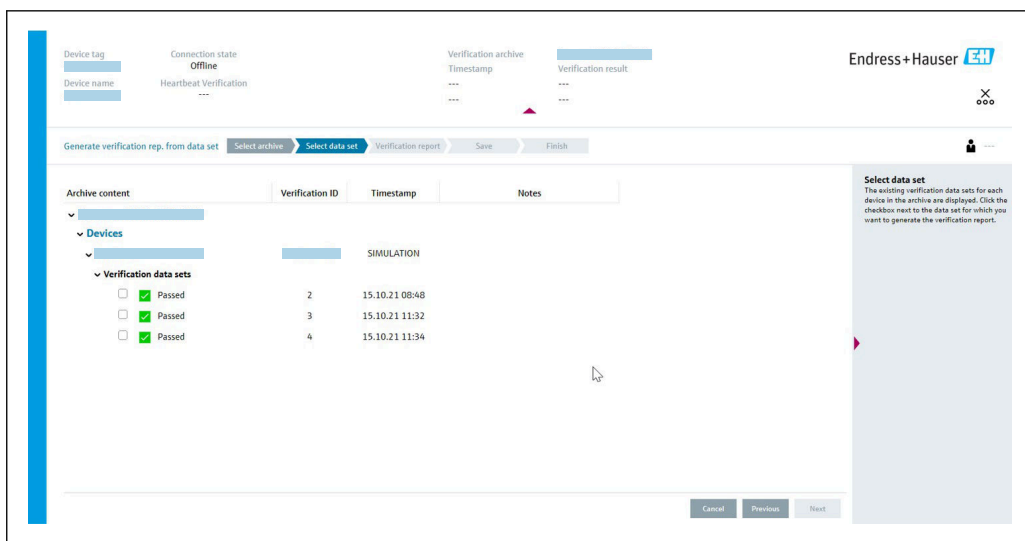 Device tag
Connection state
Offline
Device name
Heartbeat Verification
---
Verification archive
Timestamp
Verification result
--- ---
--- ---
Endress+Hauser EH
Generate verification rep. from data set
Select archive
Select data set
Verification report
Save
Finish
---
Archive content Verification ID Timestamp Notes
Devices
SIMULATION
Verification data sets
Passed 2 15.10.21 08:48
Passed 3 15.10.21 11:32
Passed 4 15.10.21 11:34
Select data set
The existing verification data sets for each
device in the archive are displayed. Click the
checkbox next to the data set for which you
want to generate the verification report.
Cancel Previous Next